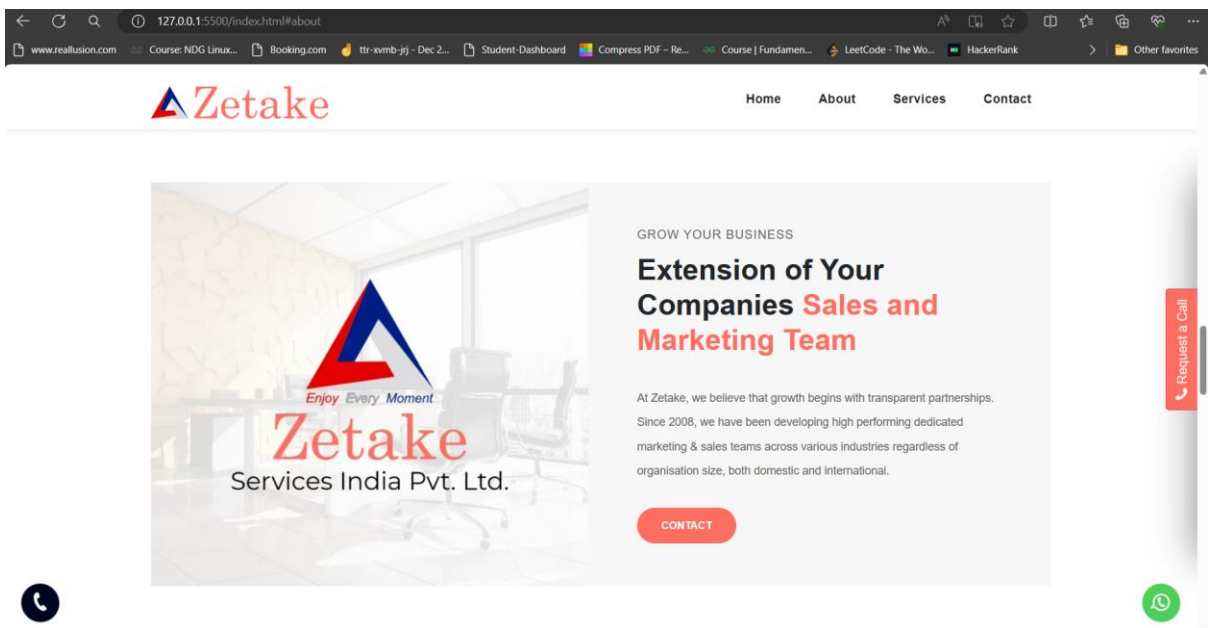 127.0.0.1:5500/index.html#about
www.reallusion.com Course: NDG Linux... Booking.com ttr-xvmb-jrj - Dec 2... Student-Dashboard Compress PDF – Re... Course | Fundamen... LeetCode - The Wo... HackerRank Other favorites
Zetake
Home About Services Contact
Enjoy Every Moment
Zetake
Services India Pvt. Ltd.
GROW YOUR BUSINESS
Extension of Your
Companies Sales and
Marketing Team
At Zetake, we believe that growth begins with transparent partnerships.
Since 2008, we have been developing high performing dedicated
marketing & sales teams across various industries regardless of
organisation size, both domestic and international.
CONTACT
Request a Call